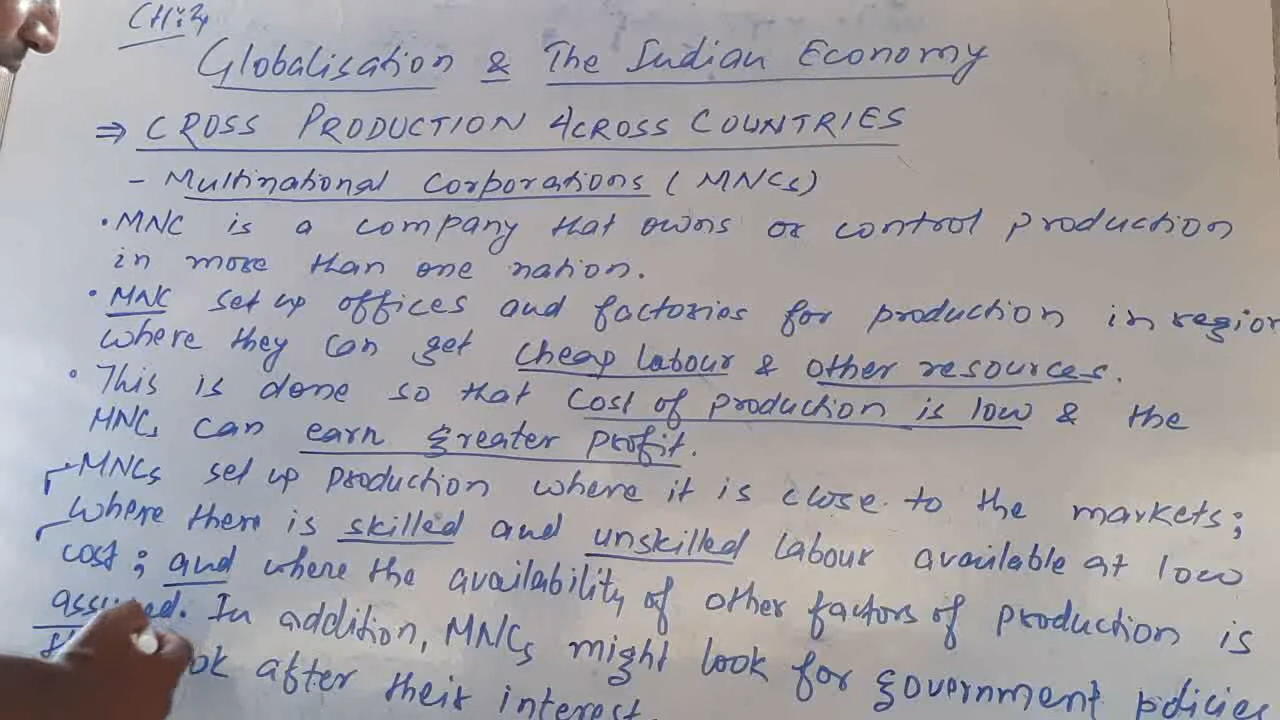 CH:4
Globalisation & The Indian Economy
⇒ CROSS PRODUCTION ACROSS COUNTRIES
- Multinational Corporations (MNCs)
• MNC is a company that owns or control production
in more than one nation.
• MNC set up offices and factories for production in region
where they can get cheap labour & other resources.
• This is done so that cost of production is low & the
MNCs can earn greater profit.
• MNCs set up production where it is close to the markets;
where there is skilled and unskilled labour available at low
cost; and where the availability of other factors of production is
assured. In addition, MNCs might look for government policies
look after their interest.